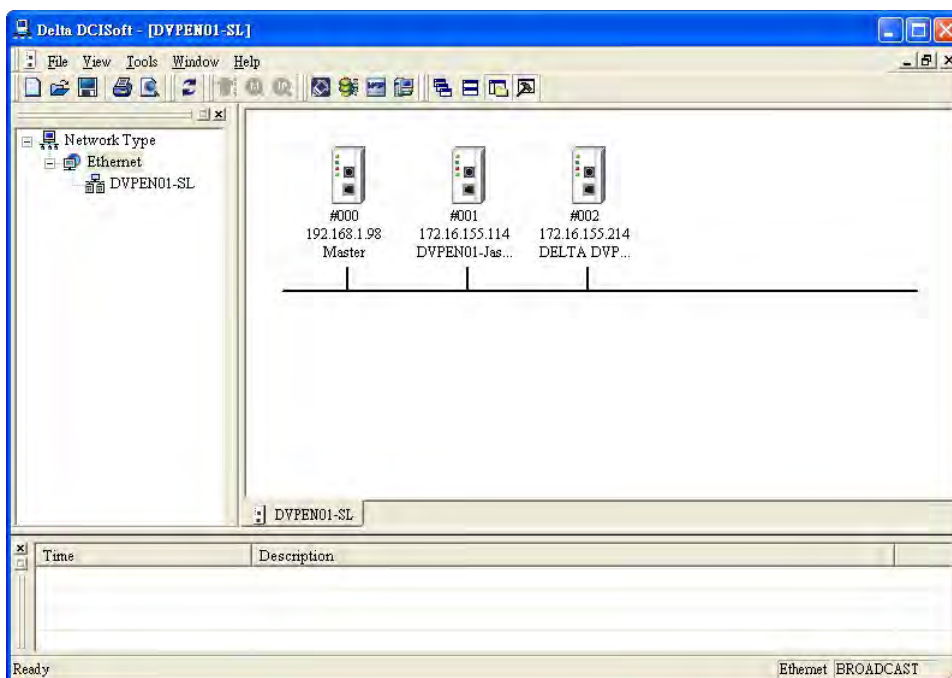 Delta DCISoft - [DVPEN01-SL]
File View Tools Window Help
Network Type
Ethernet
DVPEN01-SL
#000
192.168.1.98
Master
#001
172.16.155.114
DVPEN01-Jas...
#002
172.16.155.214
DELTA DVP...
DVPEN01-SL
Time Description
Ready Ethernet BROADCAST